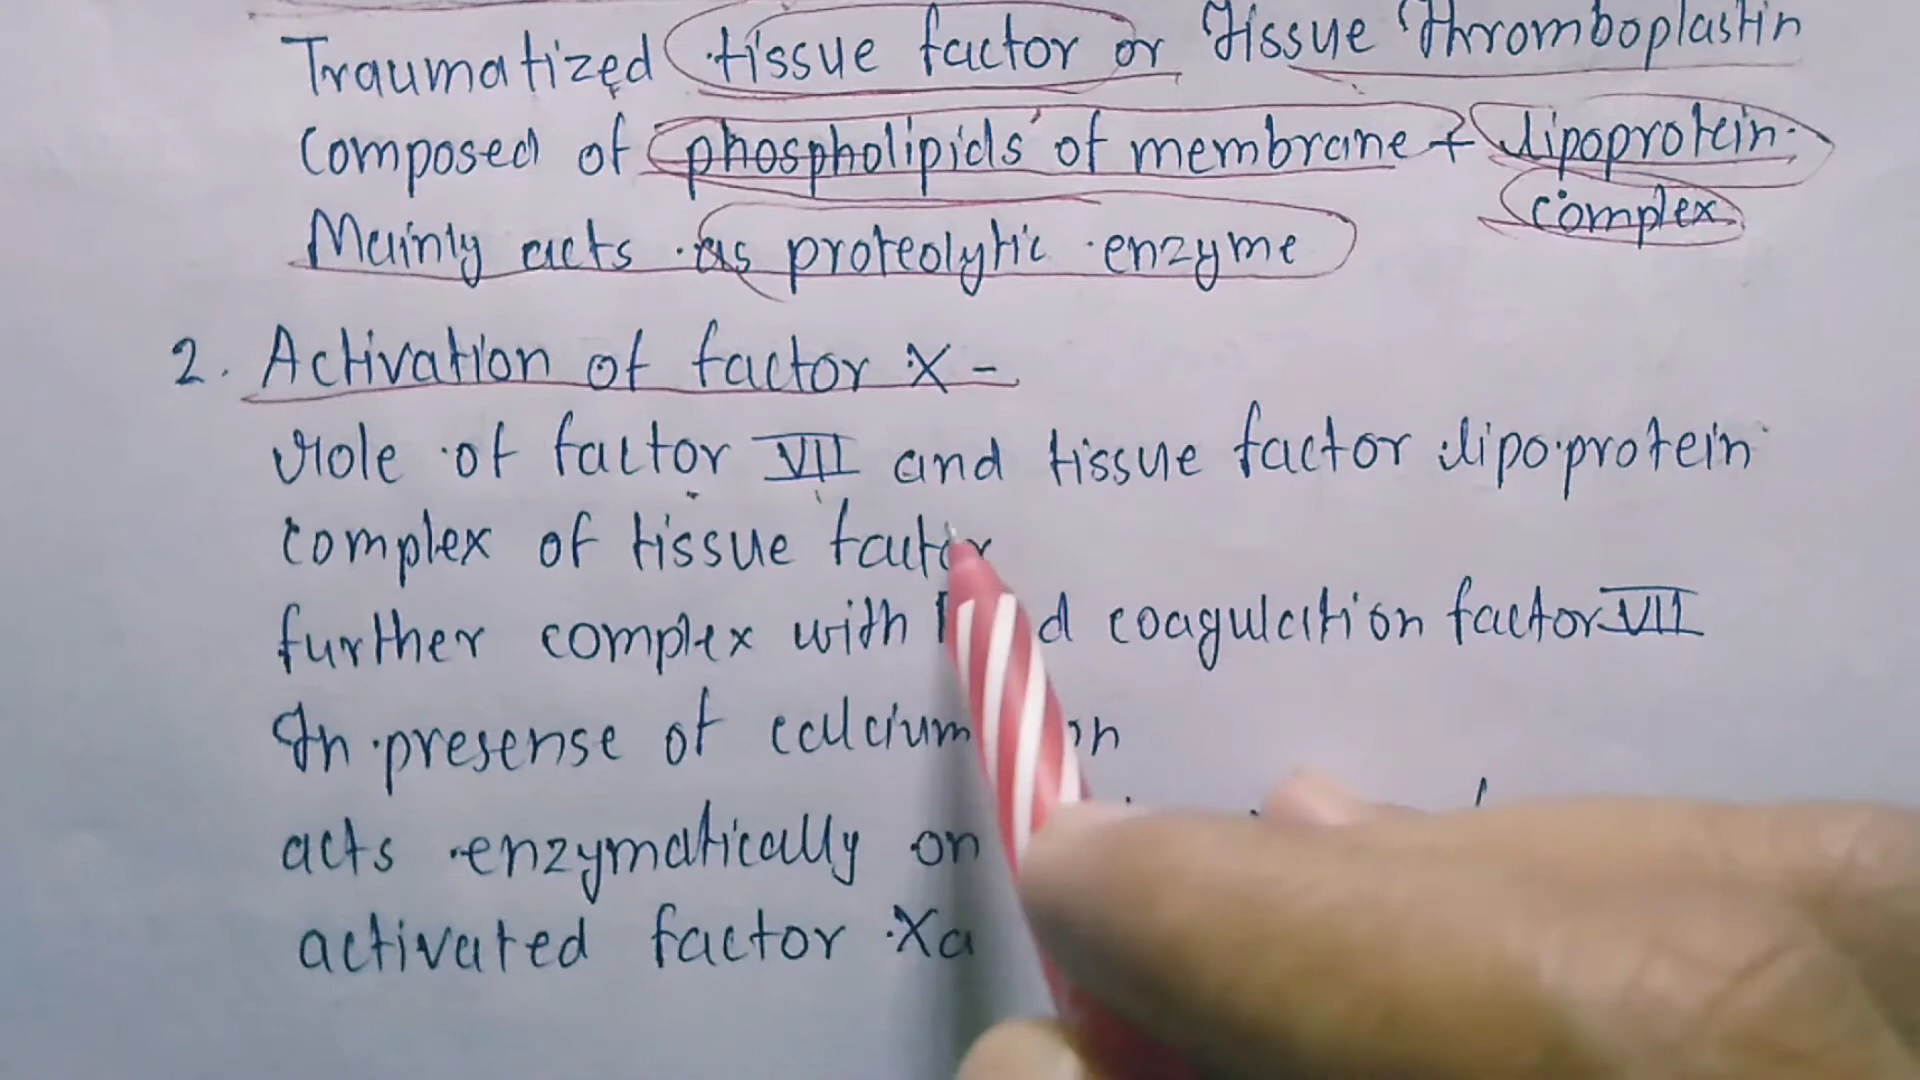 Traumatized tissue factor or tissue thromboplastin
composed of phospholipids of membrane + lipoprotein
complex
Mainly acts as proteolytic enzyme
2. Activation of factor X -
role of factor VII and tissue factor lipoprotein
complex of tissue factor
further complex with coagulation factor VII
In presense of calcium
acts enzymatically on
activated factor Xa